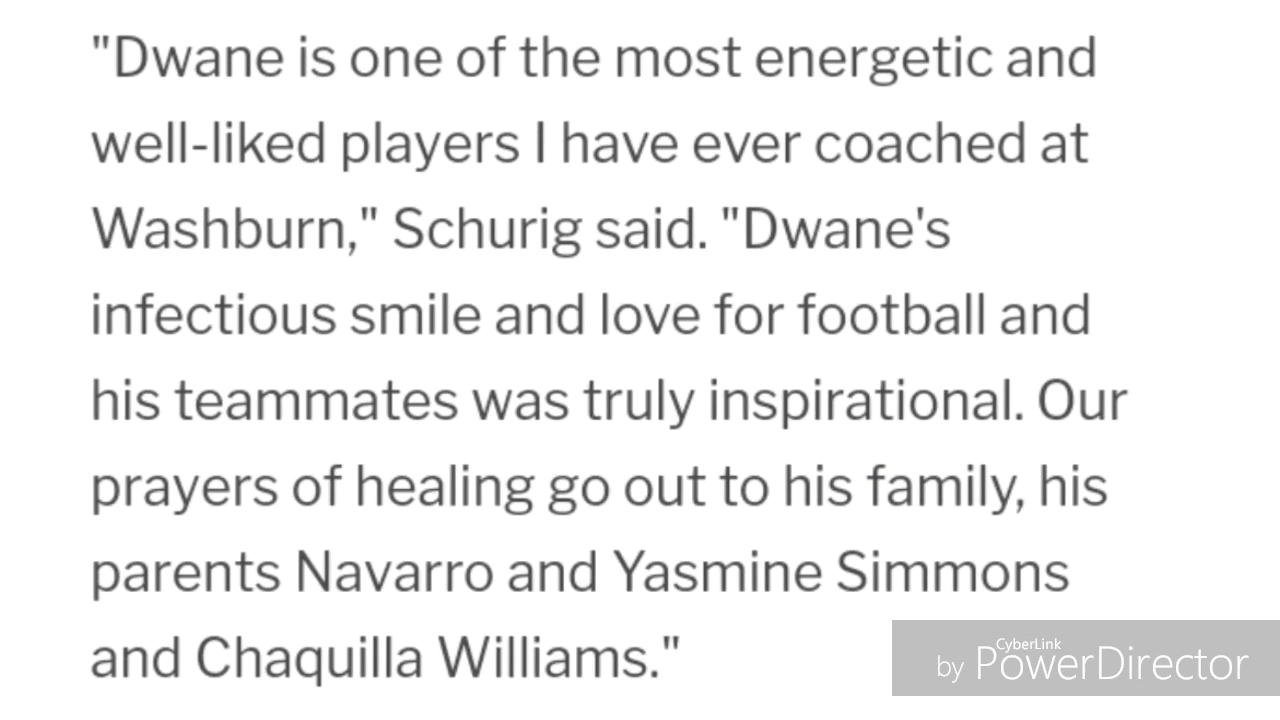 "Dwane is one of the most energetic and
well-liked players I have ever coached at
Washburn," Schurig said. "Dwane's
infectious smile and love for football and
his teammates was truly inspirational. Our
prayers of healing go out to his family, his
parents Navarro and Yasmine Simmons
and Chaquilla Williams."
CyberLink
by PowerDirector